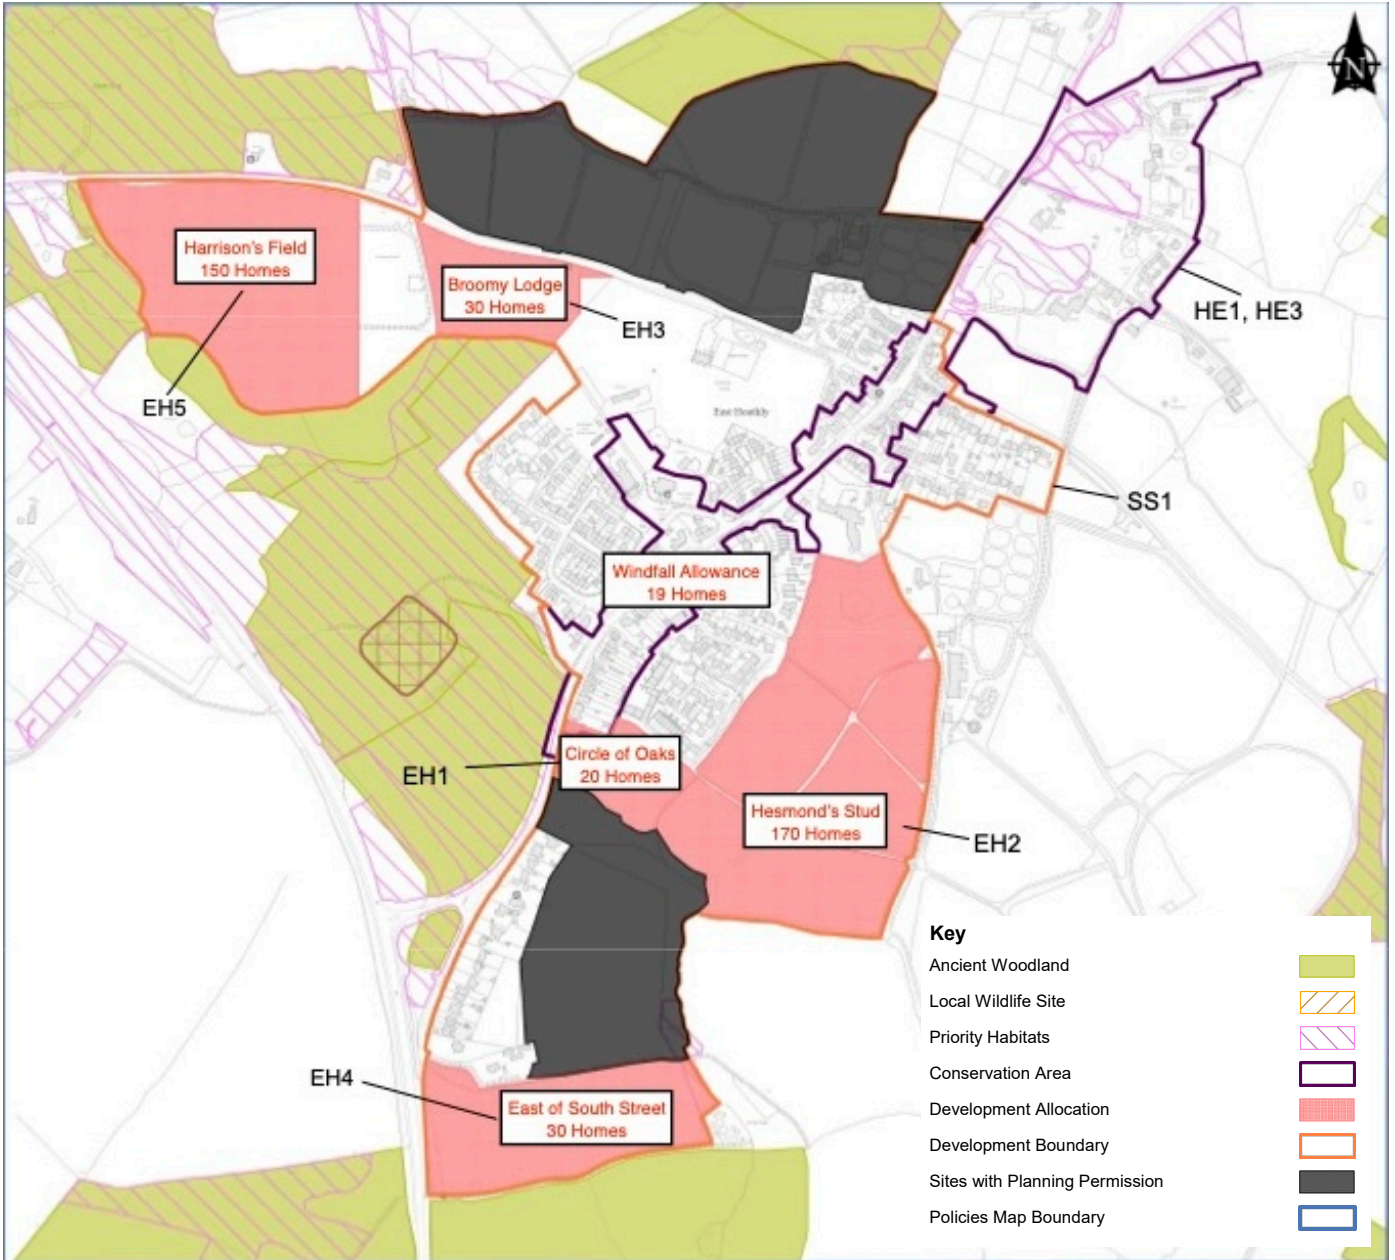 N
Harrison's Field
150 Homes
Broomy Lodge
30 Homes
HE1, HE3
EH3
EH5
East Hoathly
SS1
Windfall Allowance
19 Homes
Circle of Oaks
20 Homes
EH1
Hesmond's Stud
170 Homes
EH2
EH4
East of South Street
30 Homes
Key
Ancient Woodland
Local Wildlife Site
Priority Habitats
Conservation Area
Development Allocation
Development Boundary
Sites with Planning Permission
Policies Map Boundary